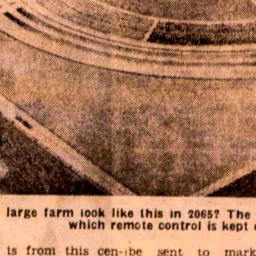 large farm look like this in 2065? The
which remote control is kept
is from this cen- be sent to mark